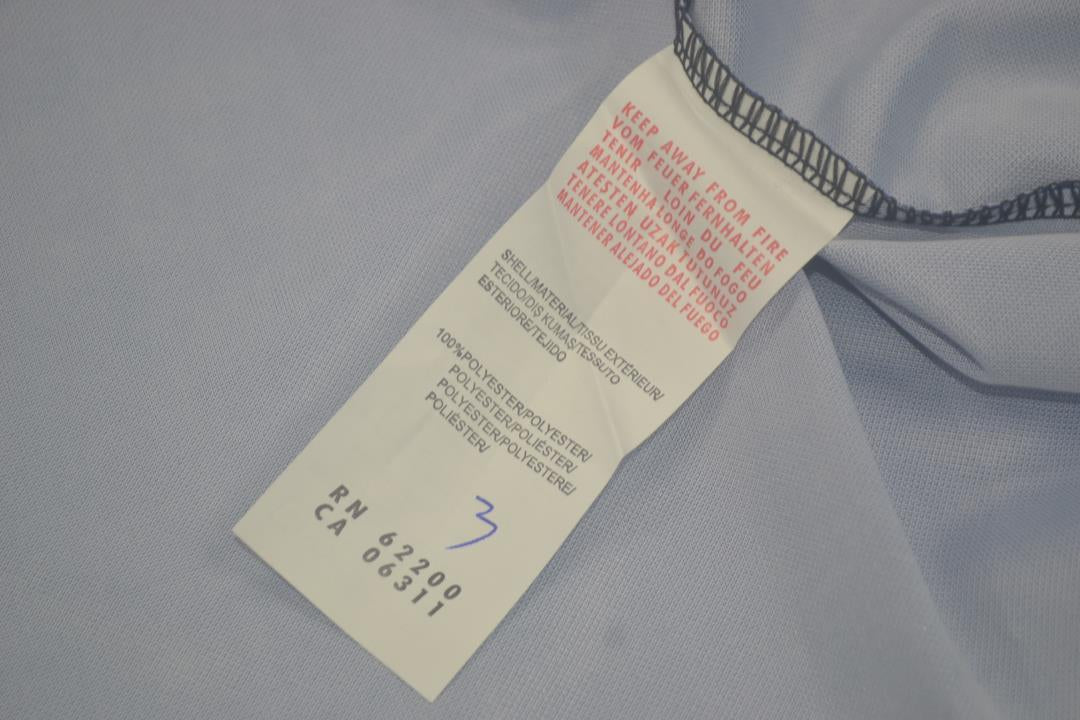 KEEP AWAY FROM FIRE
VOM FEUER FERNHALTEN
TENIR LOIN DU FEU
MANTENHA LONGE DO FOGO
ATESTEN UZAK TUTUNUZ
TENERE LONTANO DAL FUOCO
MANTENER ALEJADO DEL FUEGO
SHELL/MATERIAL/TISSU EXTÉRIEUR/
TECIDO/DIŞ KUMAŞ/TESSUTO
ESTERIORE/TEJIDO
100%POLYESTER/POLYESTER/
POLYESTER/POLIÉSTER/
POLYESTER/POLYESTERE/
POLIÉSTER/
3
RN 62200
CA 06311